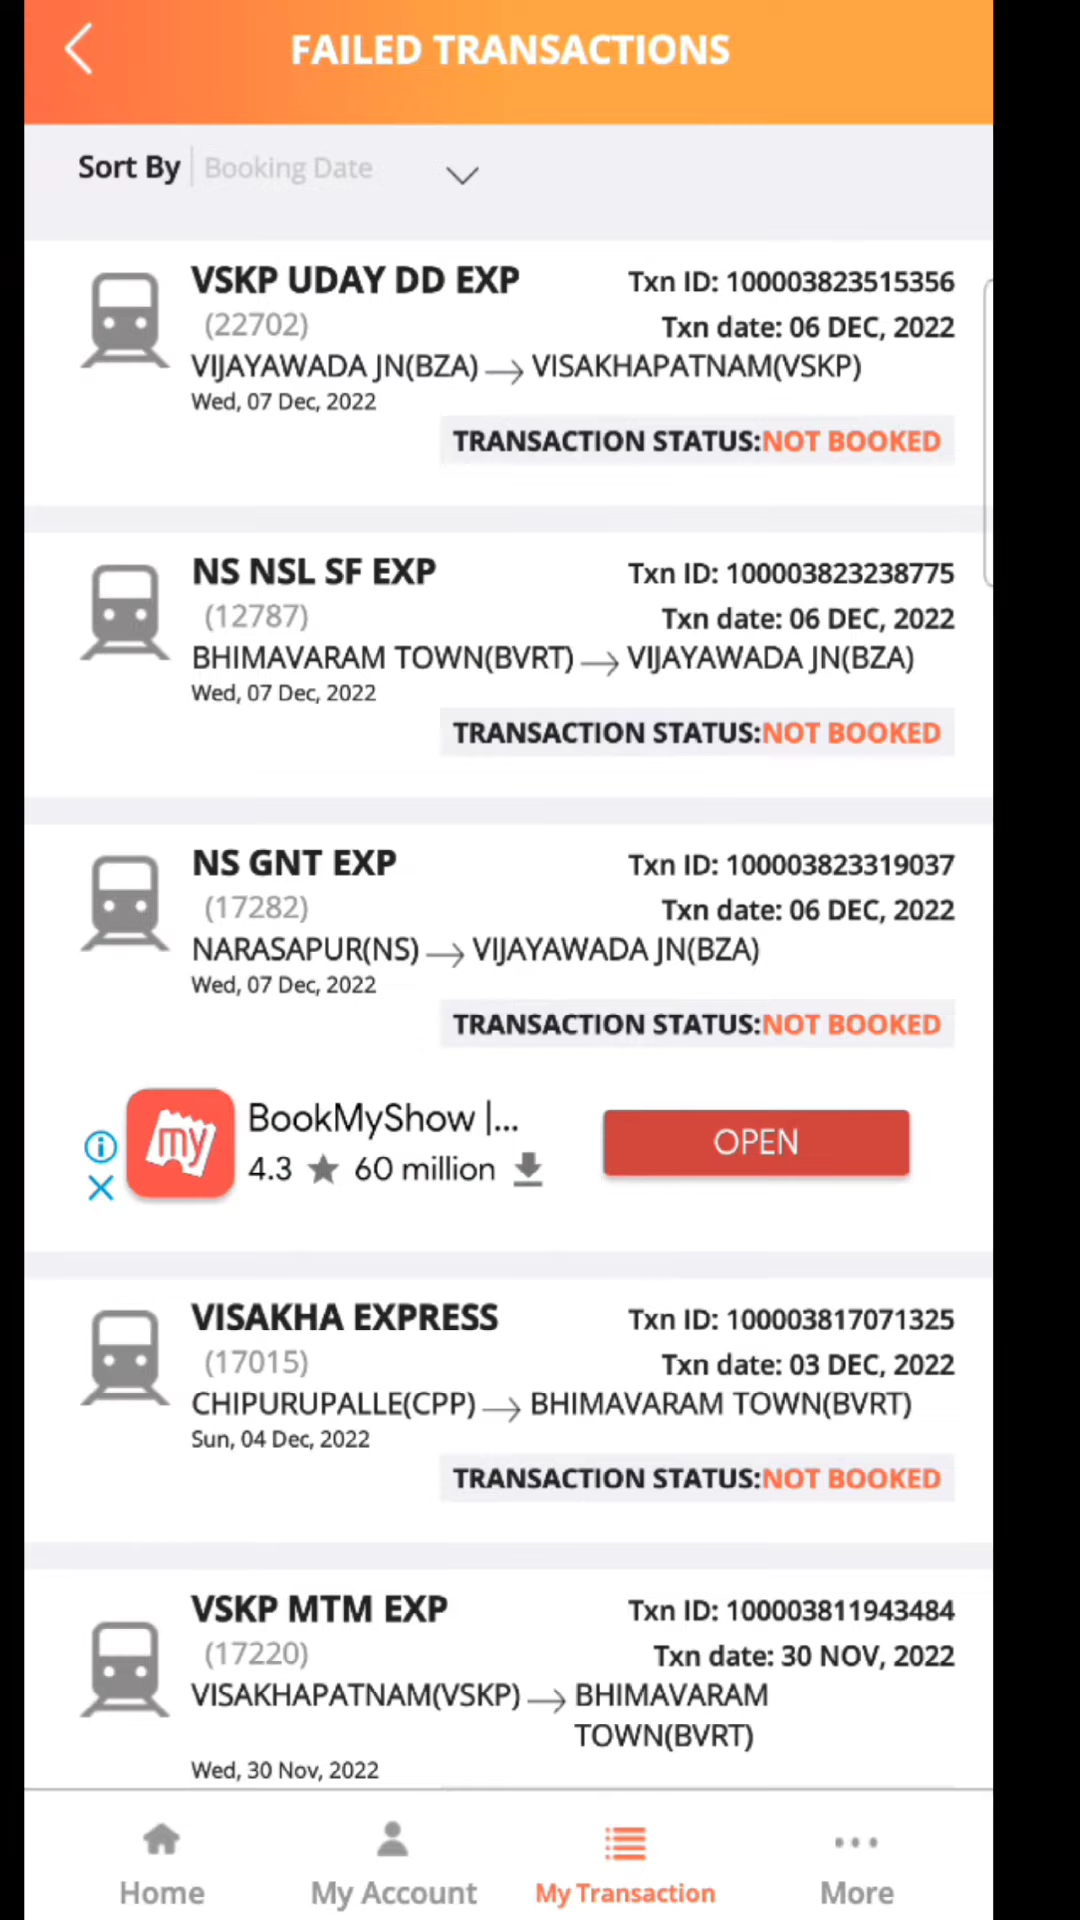 FAILED TRANSACTIONS
Sort By Booking Date
VSKP UDAY DD EXP Txn ID: 100003823515356
(22702) Txn date: 06 DEC, 2022
VIJAYAWADA JN(BZA) → VISAKHAPATNAM(VSKP)
Wed, 07 Dec, 2022
TRANSACTION STATUS:NOT BOOKED
NS NSL SF EXP Txn ID: 100003823238775
(12787) Txn date: 06 DEC, 2022
BHIMAVARAM TOWN(BVRT) → VIJAYAWADA JN(BZA)
Wed, 07 Dec, 2022
TRANSACTION STATUS:NOT BOOKED
NS GNT EXP Txn ID: 100003823319037
(17282) Txn date: 06 DEC, 2022
NARASAPUR(NS) → VIJAYAWADA JN(BZA)
Wed, 07 Dec, 2022
TRANSACTION STATUS:NOT BOOKED
my
BookMyShow |...
4.3 ★ 60 million
OPEN
VISAKHA EXPRESS Txn ID: 100003817071325
(17015) Txn date: 03 DEC, 2022
CHIPURUPALLE(CPP) → BHIMAVARAM TOWN(BVRT)
Sun, 04 Dec, 2022
TRANSACTION STATUS:NOT BOOKED
VSKP MTM EXP Txn ID: 100003811943484
(17220) Txn date: 30 NOV, 2022
VISAKHAPATNAM(VSKP) → BHIMAVARAM
TOWN(BVRT)
Wed, 30 Nov, 2022
Home My Account My Transaction More